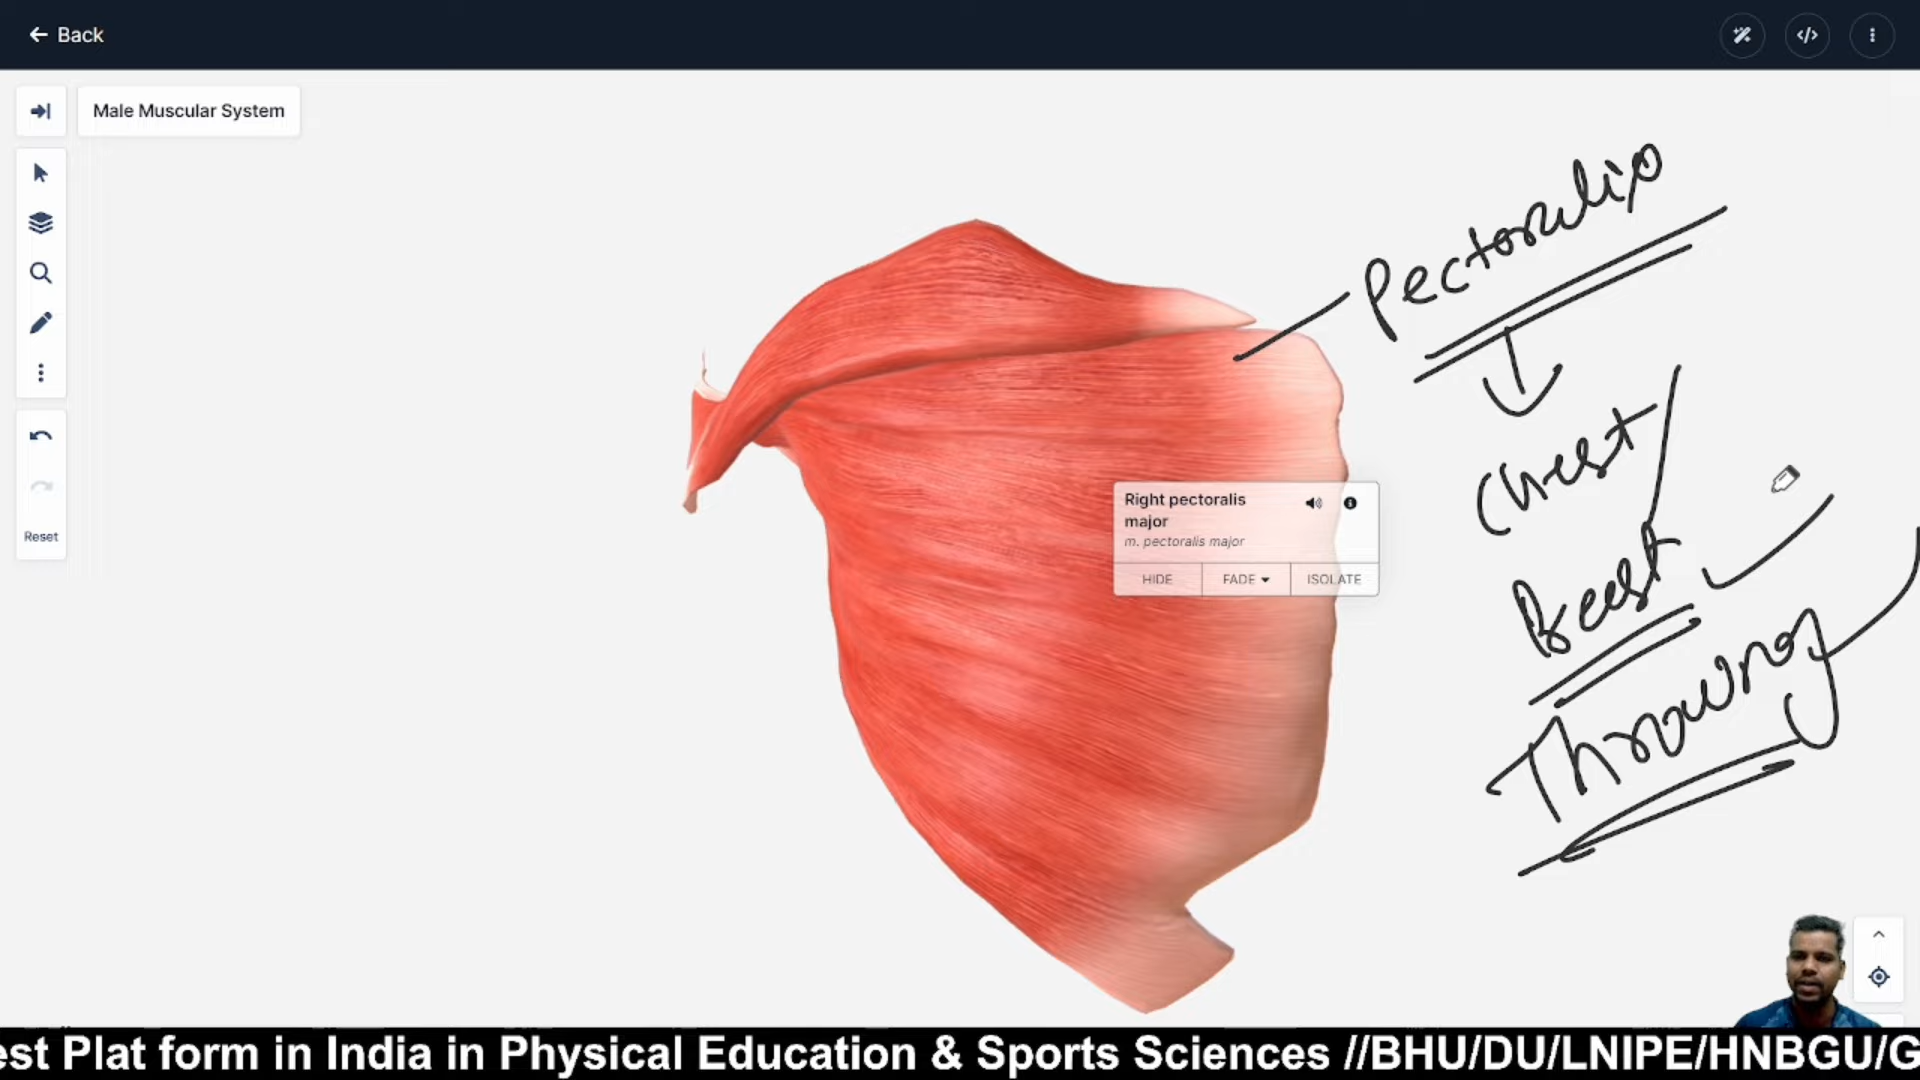 Back
</>
Male Muscular System
Pectoralis
Chest
Breast
Throwing
Right pectoralis
major
m. pectoralis major
HIDE
FADE
ISOLATE
Reset
est Plat form in India in Physical Education & Sports Sciences //BHU/DU/LNIPE/HNBGU/G